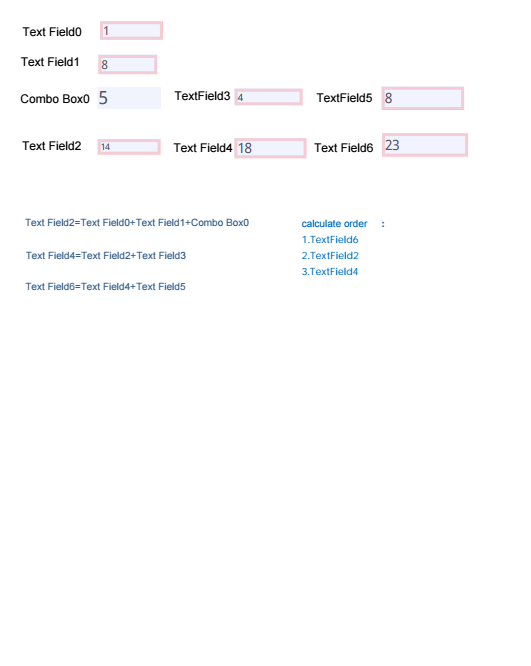 Text Field0 1
Text Field1 8
Combo Box0 5 TextField3 4 TextField5 8
Text Field2 14 Text Field4 18 Text Field6 23
Text Field2=Text Field0+Text Field1+Combo Box0 calculate order :
1.TextField6
Text Field4=Text Field2+Text Field3 2.TextField2
3.TextField4
Text Field6=Text Field4+Text Field5